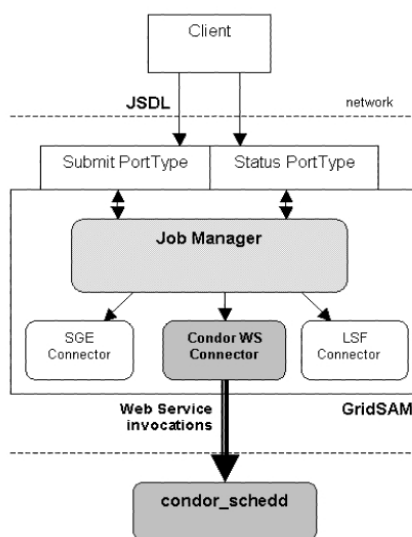 Client
JSDL
network
Submit PortType
Status PortType
Job Manager
SGE
Connector
Condor WS
Connector
LSF
Connector
Web Service
invocations
GridSAM
condor_schedd